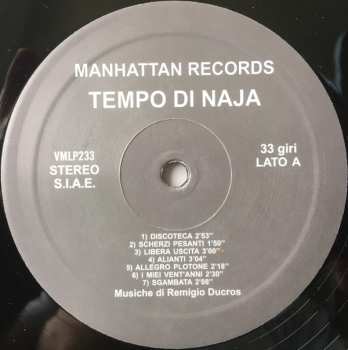 MANHATTAN RECORDS
TEMPO DI NAJA
VMLP233
STEREO
S.I.A.E.
33 giri
LATO A
1) DISCOTECA 2'53"
2) SCHERZI PESANTI 1'59"
3) LIBERA USCITA 3'00"
4) ALIANTI 3'04"
5) ALLEGRO PLOTONE 2'18"
6) I MIEI VENT'ANNI 2'30"
7) SGAMBATA 2'56"
Musiche di Remigio Ducros